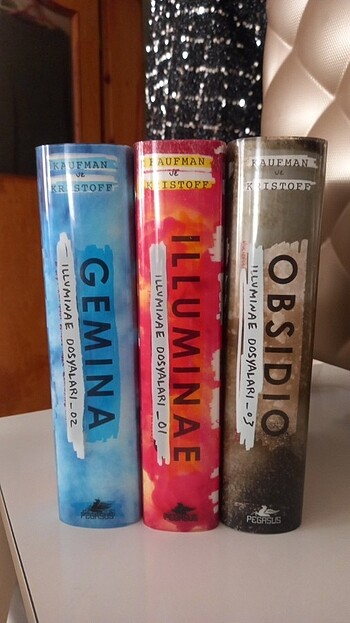 KAUFMAN
ve
KRISTOFF
GEMINA
ILLUMINAE DOSYALARI_02
PEGASUS
KAUFMAN
ve
KRISTOFF
ILLUMINAE
ILLUMINAE DOSYALARI_01
PEGASUS
KAUFMAN
ve
KRISTOFF
OBSIDIO
ILLUMINAE DOSYALARI_03
PEGASUS